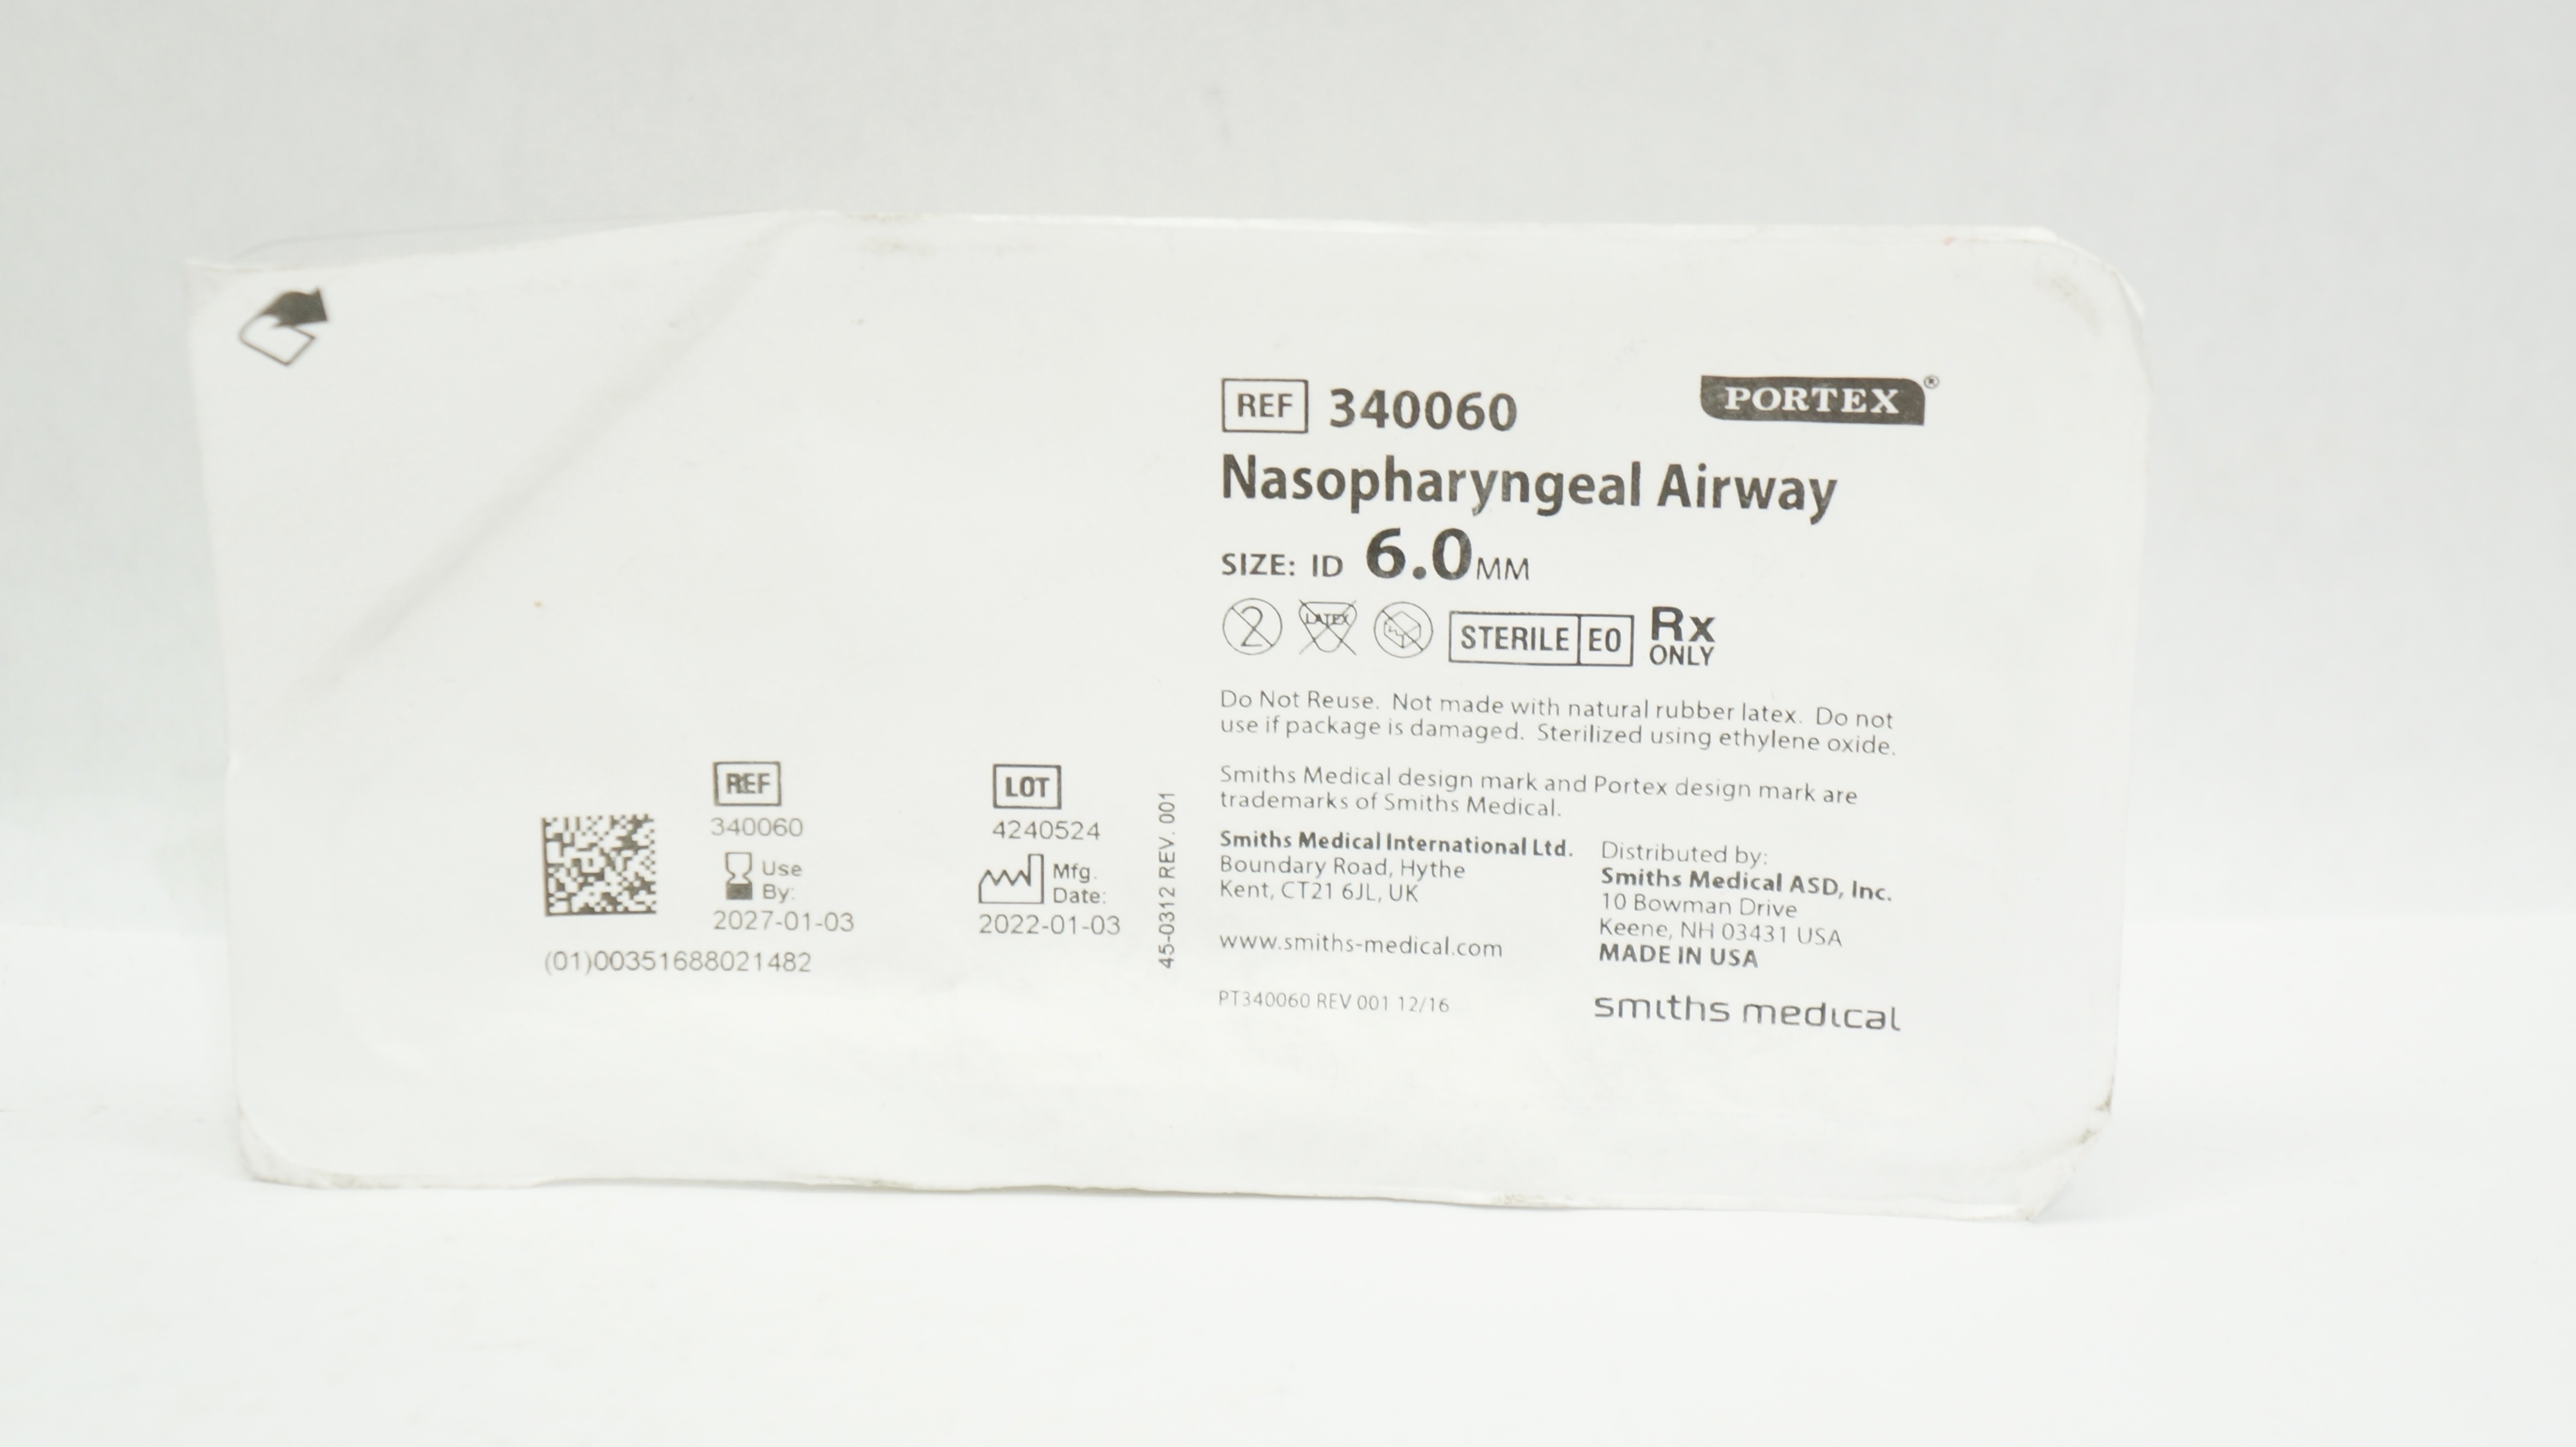 REF 340060
PORTEX®
Nasopharyngeal Airway
SIZE: ID 6.0MM
2 LATEX STERILE EO Rx ONLY
Do Not Reuse. Not made with natural rubber latex. Do not
use if package is damaged. Sterilized using ethylene oxide.
Smiths Medical design mark and Portex design mark are
trademarks of Smiths Medical.
Smiths Medical International Ltd.
Boundary Road, Hythe
Kent, CT21 6JL, UK
www.smiths-medical.com
PT340060 REV 001 12/16
Distributed by:
Smiths Medical ASD, Inc.
10 Bowman Drive
Keene, NH 03431 USA
MADE IN USA
smiths medical
REF
340060
Use
By:
2027-01-03
LOT
4240524
Mfg.
Date:
2022-01-03
(01)00351688021482
45-0312 REV. 001